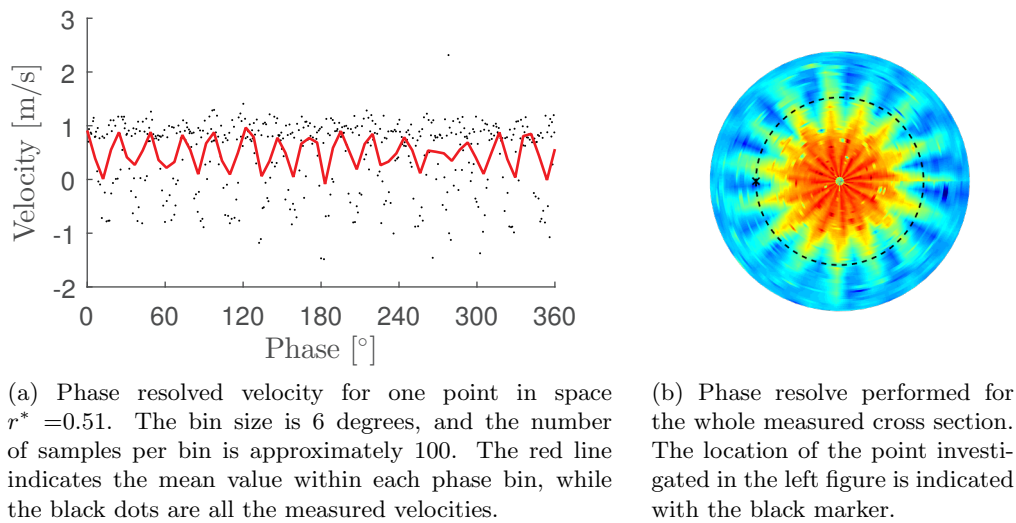 3
2
1
0
-1
-2
Velocity [m/s]
0 60 120 180 240 300 360
Phase [°]
(a) Phase resolved velocity for one point in space
r* =0.51. The bin size is 6 degrees, and the number
of samples per bin is approximately 100. The red line
indicates the mean value within each phase bin, while
the black dots are all the measured velocities.
(b) Phase resolve performed for
the whole measured cross section.
The location of the point investi-
gated in the left figure is indicated
with the black marker.